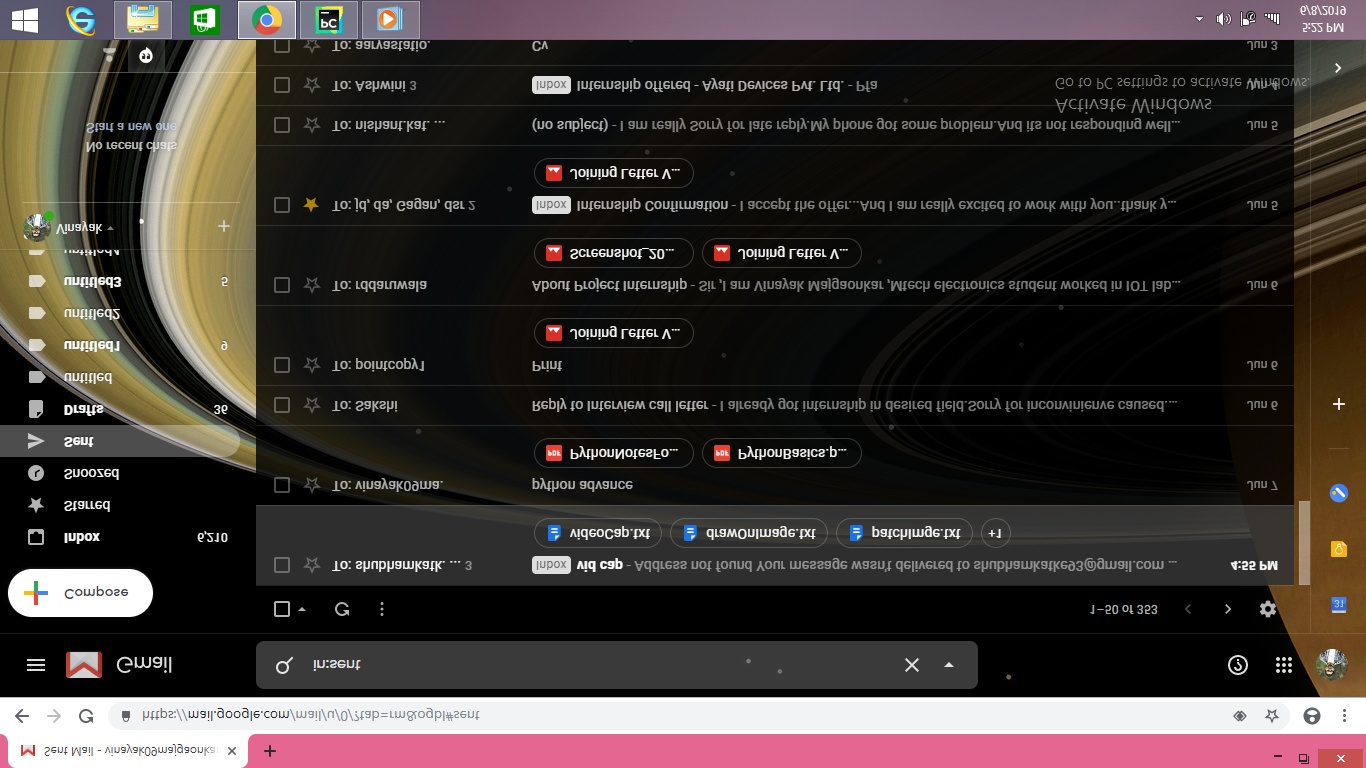 Sent Mail - vinayak09majgaonkar
https://mail.google.com/mail/u/0/?tab=rm&ogbl#sent
Gmail
in:sent
Compose
1–50 of 353
31
Inbox 6,210
Starred
Snoozed
Sent
Drafts 36
untitled
untitled1 9
untitled2
untitled3 5
untitled4
Vinayak
No recent chats
Start a new one
To: shubhamkatk. ... 3 Inbox vid cap - Address not found Your message wasn't delivered to shubhamkatke93@gmail.com ... 4:55 PM
videoCap.txt drawOnImage.txt patchImge.txt +1
To: vinayak09ma. python advance Jun 7
PDF PythonNotesFo... PDF PythonBasics.p...
To: Sakshi Reply to Interview call letter - I already got internship in desired field.Sorry for inconvinienve caused.... Jun 6
To: pointcopy1 Print Jun 6
Joining Letter V...
To: rddaruwala About Project Internship - Sir ,I am Vinayak Majgaonkar ,Mtech electronics student worked in IOT lab... Jun 6
Screenshot_20... Joining Letter V...
To: jd, da, Gagan, dsr 2 Inbox Internship Confirmation - I accept the offer...And I am really excited to work with you..thank y... Jun 5
Joining Letter V...
To: nishant.kat. ... (no subject) - I am really Sorry for late reply.My phone got some problem.And its not responding well... Jun 5
To: Ashwini 3 Inbox Internship offered - Ayati Devices Pvt. Ltd. - Pfa Jun 4
To: aaryastatio. Cv Jun 3
Activate Windows
Go to PC settings to activate Windows.
PC
5:22 PM
6/8/2019